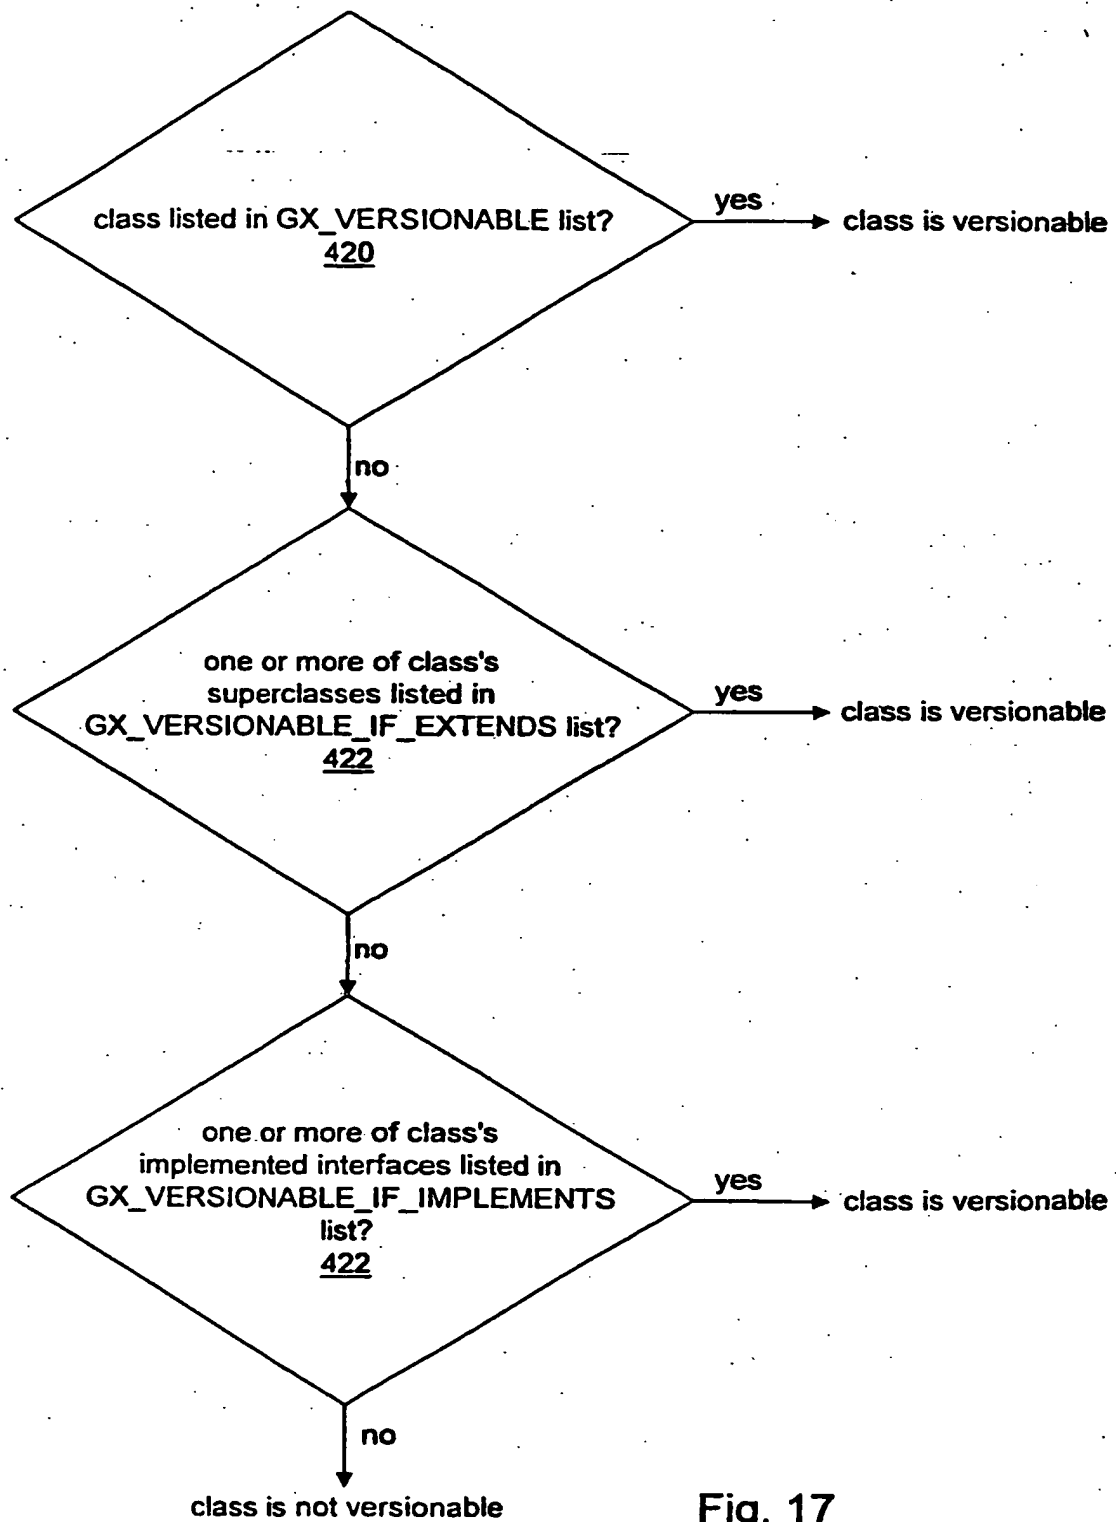 class listed in GX_VERSIONABLE list?
420
yes
class is versionable
no
one or more of class's
superclasses listed in
GX_VERSIONABLE_IF_EXTENDS list?
422
yes
class is versionable
no
one or more of class's
implemented interfaces listed in
GX_VERSIONABLE_IF_IMPLEMENTS
list?
422
yes
class is versionable
no
class is not versionable
Fig. 17